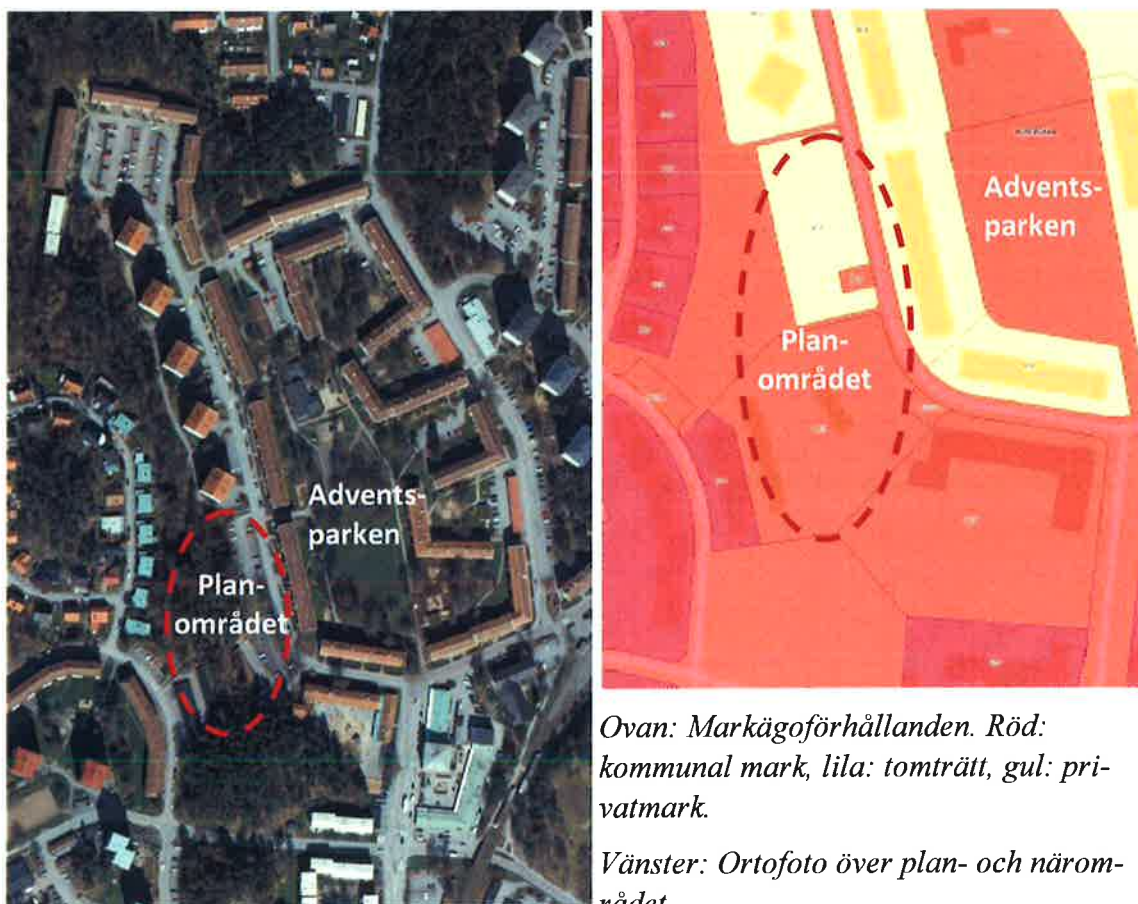 Advents-
parken
Plan-
området
Advents-
parken
Plan-
området
Ovan: Markägoförhållanden. Röd:
kommunal mark, lila: tomträtt, gul: pri-
vatmark.
Vänster: Ortofoto över plan- och närom-
rådet